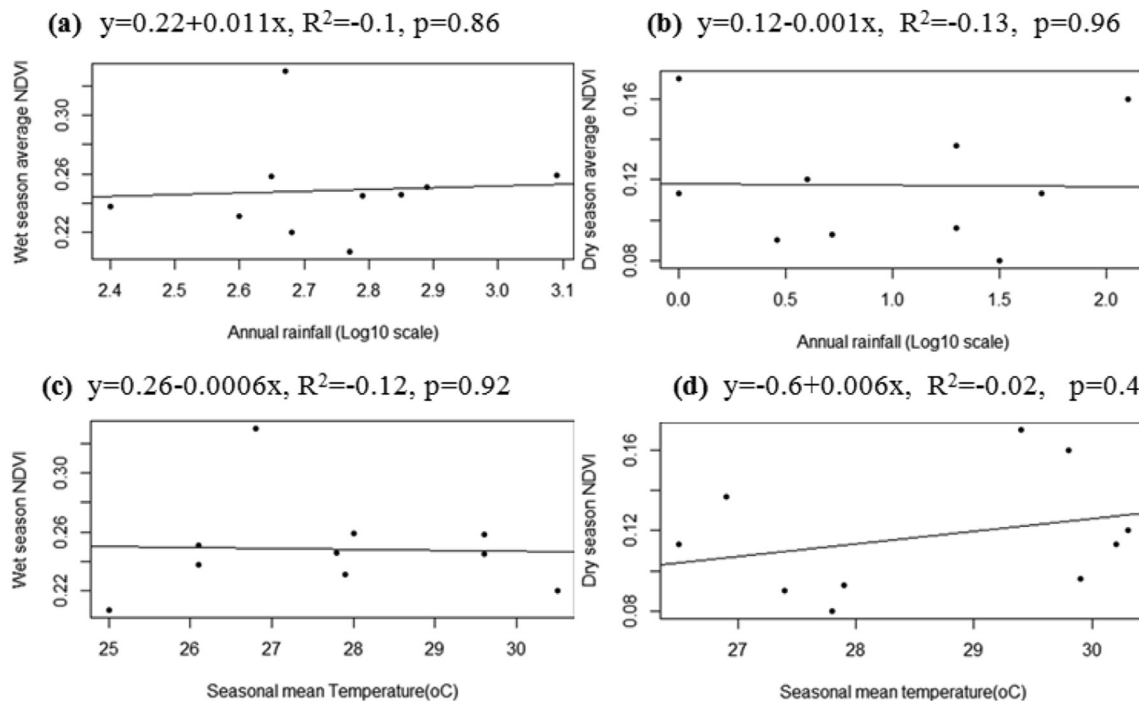 (a) y=0.22+0.011x, R²=-0.1, p=0.86
Wet season average NDVI
0.22 0.26 0.30
2.4 2.5 2.6 2.7 2.8 2.9 3.0 3.1
Annual rainfall (Log10 scale)
(b) y=0.12-0.001x, R²=-0.13, p=0.96
Dry season average NDVI
0.08 0.12 0.16
0.0 0.5 1.0 1.5 2.0
Annual rainfall (Log10 scale)
(c) y=0.26-0.0006x, R²=-0.12, p=0.92
Wet season NDVI
0.22 0.26 0.30
25 26 27 28 29 30
Seasonal mean Temperature(oC)
(d) y=-0.6+0.006x, R²=-0.02, p=0.4
Dry season NDVI
0.08 0.12 0.16
27 28 29 30
Seasonal mean temperature(oC)